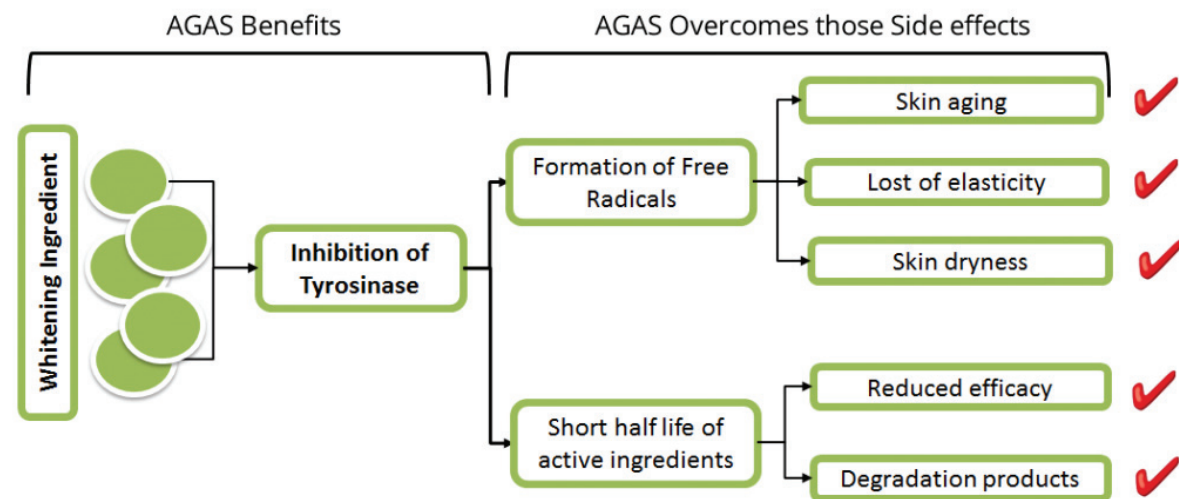 AGAS Benefits
AGAS Overcomes those Side effects
Whitening Ingredient
Inhibition of
Tyrosinase
Formation of Free
Radicals
Skin aging
Lost of elasticity
Skin dryness
Short half life of
active ingredients
Reduced efficacy
Degradation products